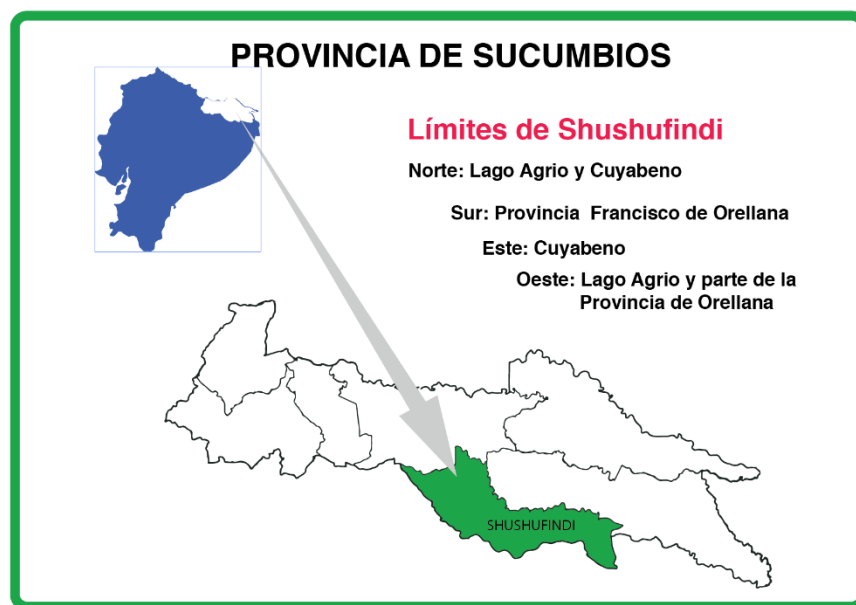 PROVINCIA DE SUCUMBIOS
Límites de Shushufindi
Norte: Lago Agrio y Cuyabeno
Sur: Provincia Francisco de Orellana
Este: Cuyabeno
Oeste: Lago Agrio y parte de la
Provincia de Orellana
SHUSHUFINDI